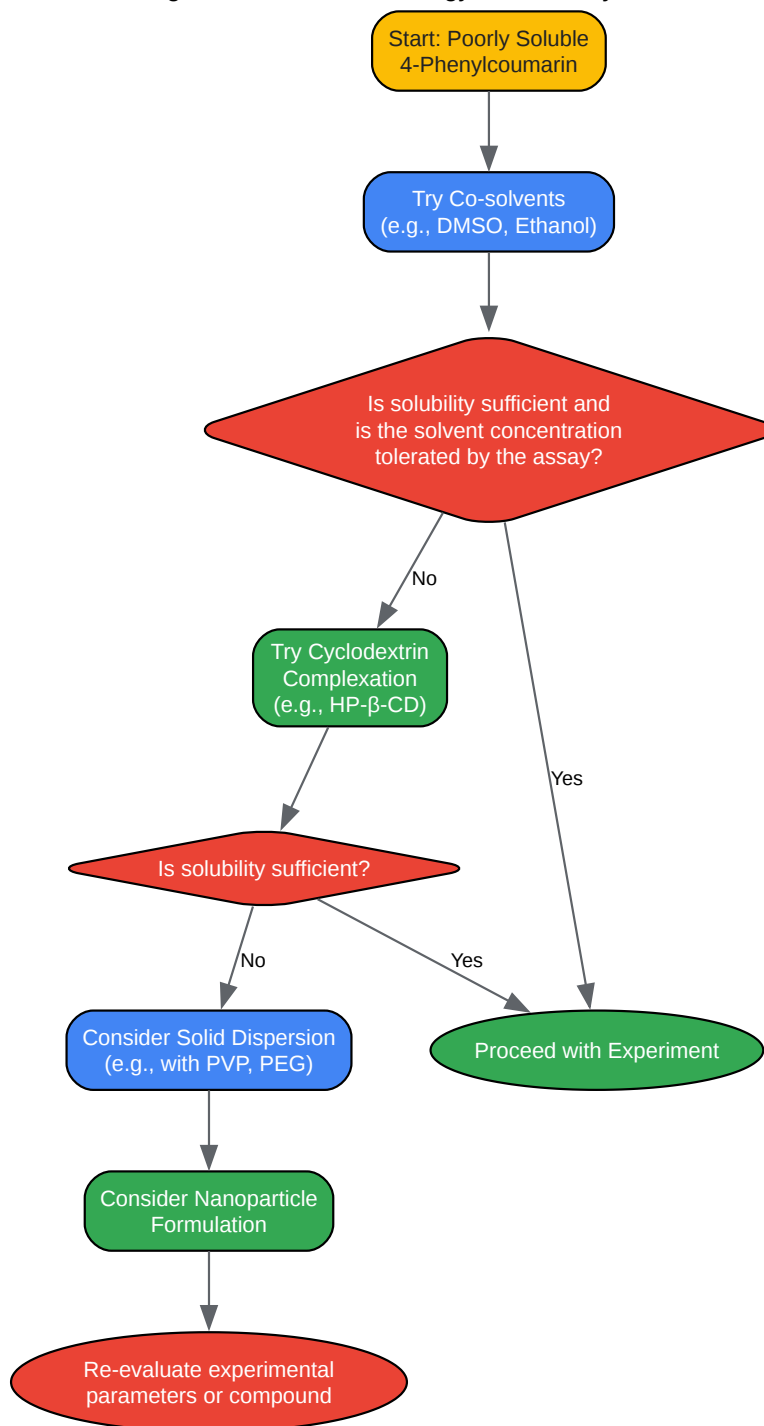 Start: Poorly Soluble
4-Phenylcoumarin
Try Co-solvents
(e.g., DMSO, Ethanol)
Is solubility sufficient and
is the solvent concentration
tolerated by the assay?
No
Try Cyclodextrin
Complexation
(e.g., HP-β-CD)
Yes
Is solubility sufficient?
No
Yes
Consider Solid Dispersion
(e.g., with PVP, PEG)
Proceed with Experiment
Consider Nanoparticle
Formulation
Re-evaluate experimental
parameters or compound